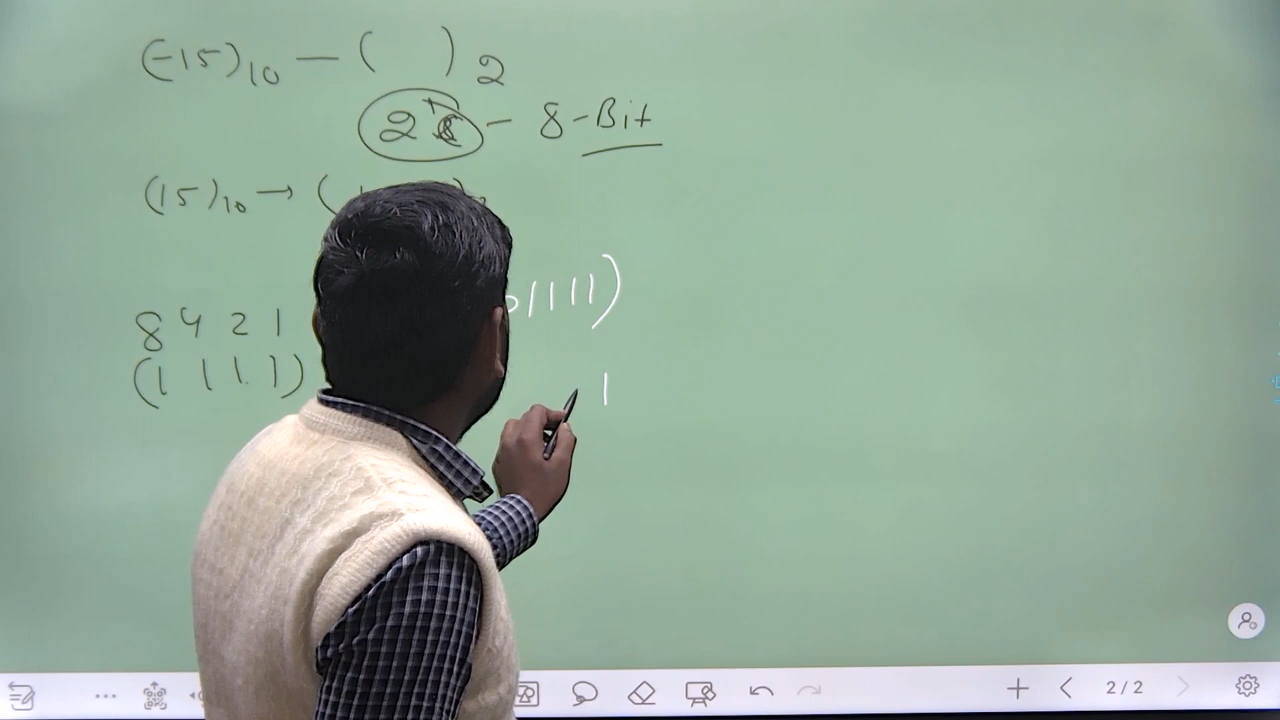 (-15)10 — ( )2
2's - 8-Bit
(15)10 → (
8 4 2 1
01111)
(1 1 1 1)
1
2/2